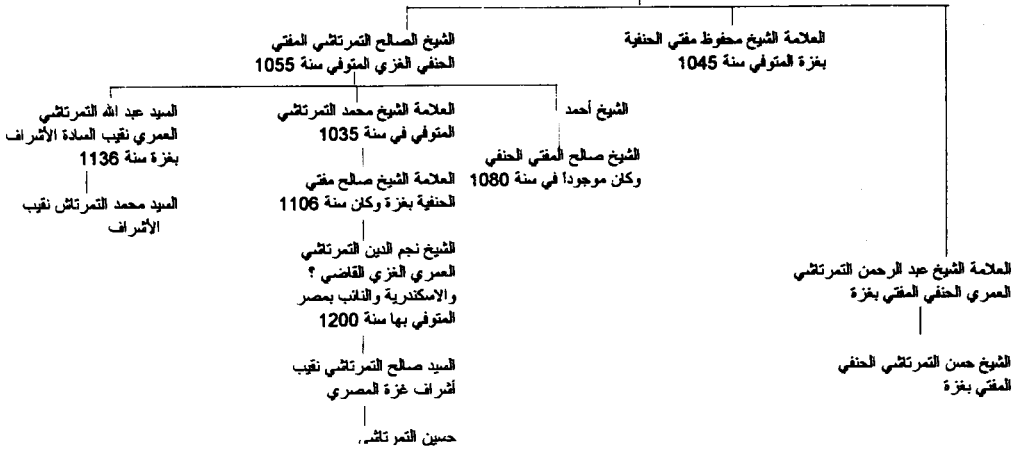 العلامة الشيخ محفوظ مفتي الحنفية
بغزة المتوفي سنة 1045
الشيخ الصالح التمرتاشي المفتي
الحنفي الغزي المتوفي سنة 1055
الشيخ أحمد
العلامة الشيخ محمد التمرتاشي
المتوفي في سنة 1035
السيد عبد الله التمرتاشي
العمري نقيب السادة الأشراف
بغزة سنة 1136
الشيخ صالح المفتي الحنفي
وكان موجوداً في سنة 1080
العلامة الشيخ صالح مفتي
الحنفية بغزة وكان سنة 1106
السيد محمد التمرتاش نقيب
الأشراف
الشيخ نجم الدين التمرتاشي
العمري الغزي القاضي ؟
والاسكندرية والنائب بمصر
المتوفي بها سنة 1200
العلامة الشيخ عبد الرحمن التمرتاشي
العمري الحنفي المفتي بغزة
السيد صالح التمرتاشي نقيب
أشراف غزة المصري
الشيخ حسن التمرتاشي الحنفي
المفتي بغزة
حسين التمرتاشي